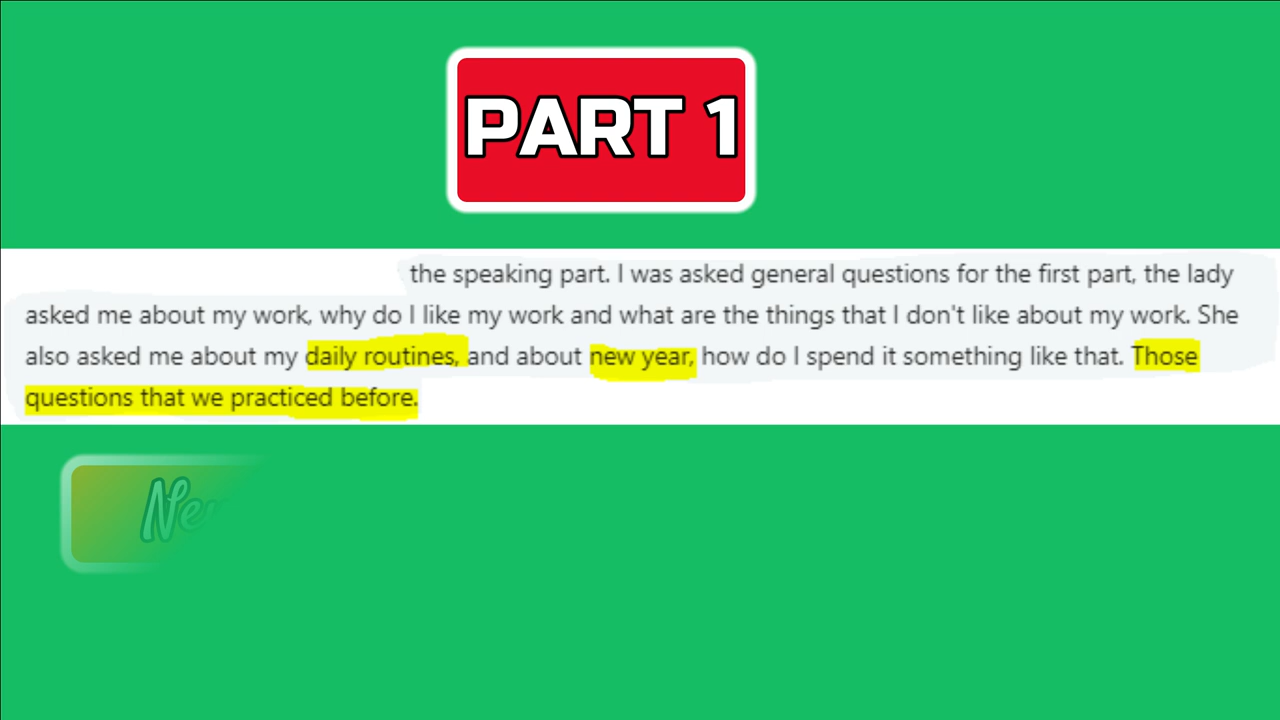 PART 1
the speaking part. I was asked general questions for the first part, the lady
asked me about my work, why do I like my work and what are the things that I don't like about my work. She
also asked me about my daily routines, and about new year, how do I spend it something like that. Those
questions that we practiced before.